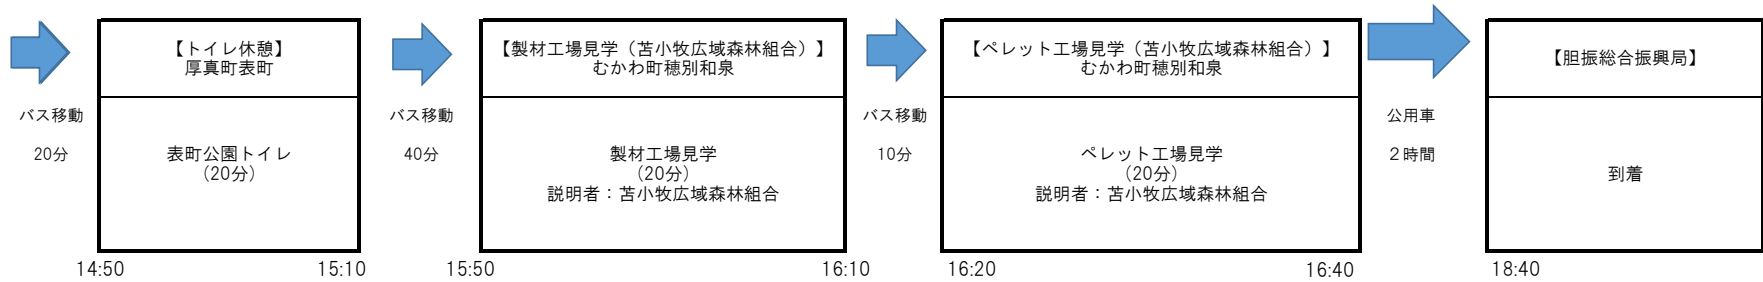 バス移動
20分
【トイレ休憩】
厚真町表町
表町公園トイレ
（20分）
14:50
15:10
バス移動
40分
【製材工場見学（苫小牧広域森林組合）】
むかわ町穂別和泉
製材工場見学
（20分）
説明者：苫小牧広域森林組合
15:50
16:10
バス移動
10分
【ペレット工場見学（苫小牧広域森林組合）】
むかわ町穂別和泉
ペレット工場見学
（20分）
説明者：苫小牧広域森林組合
16:20
16:40
公用車
２時間
【胆振総合振興局】
到着
18:40